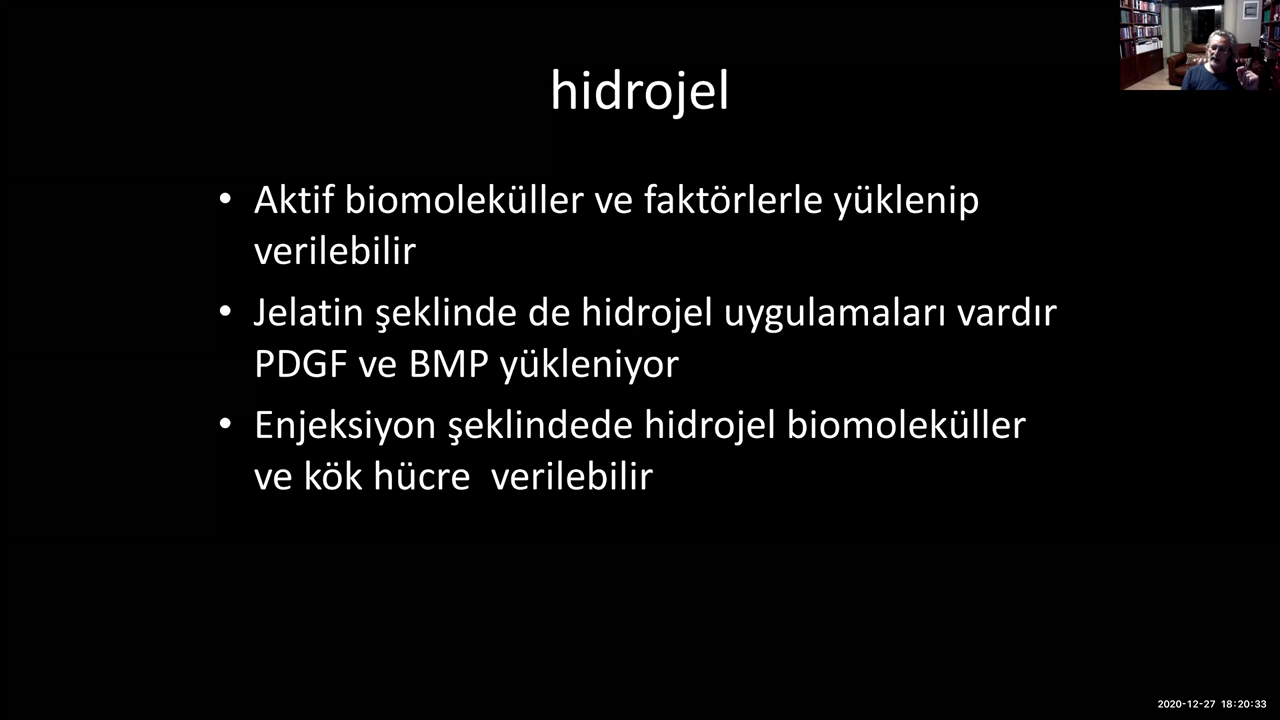 hidrojel
• Aktif biomoleküller ve faktörlerle yüklenip
verilebilir
• Jelatin şeklinde de hidrojel uygulamaları vardır
PDGF ve BMP yükleniyor
• Enjeksiyon şeklindede hidrojel biomoleküller
ve kök hücre  verilebilir
2020-12-27 18:20:33